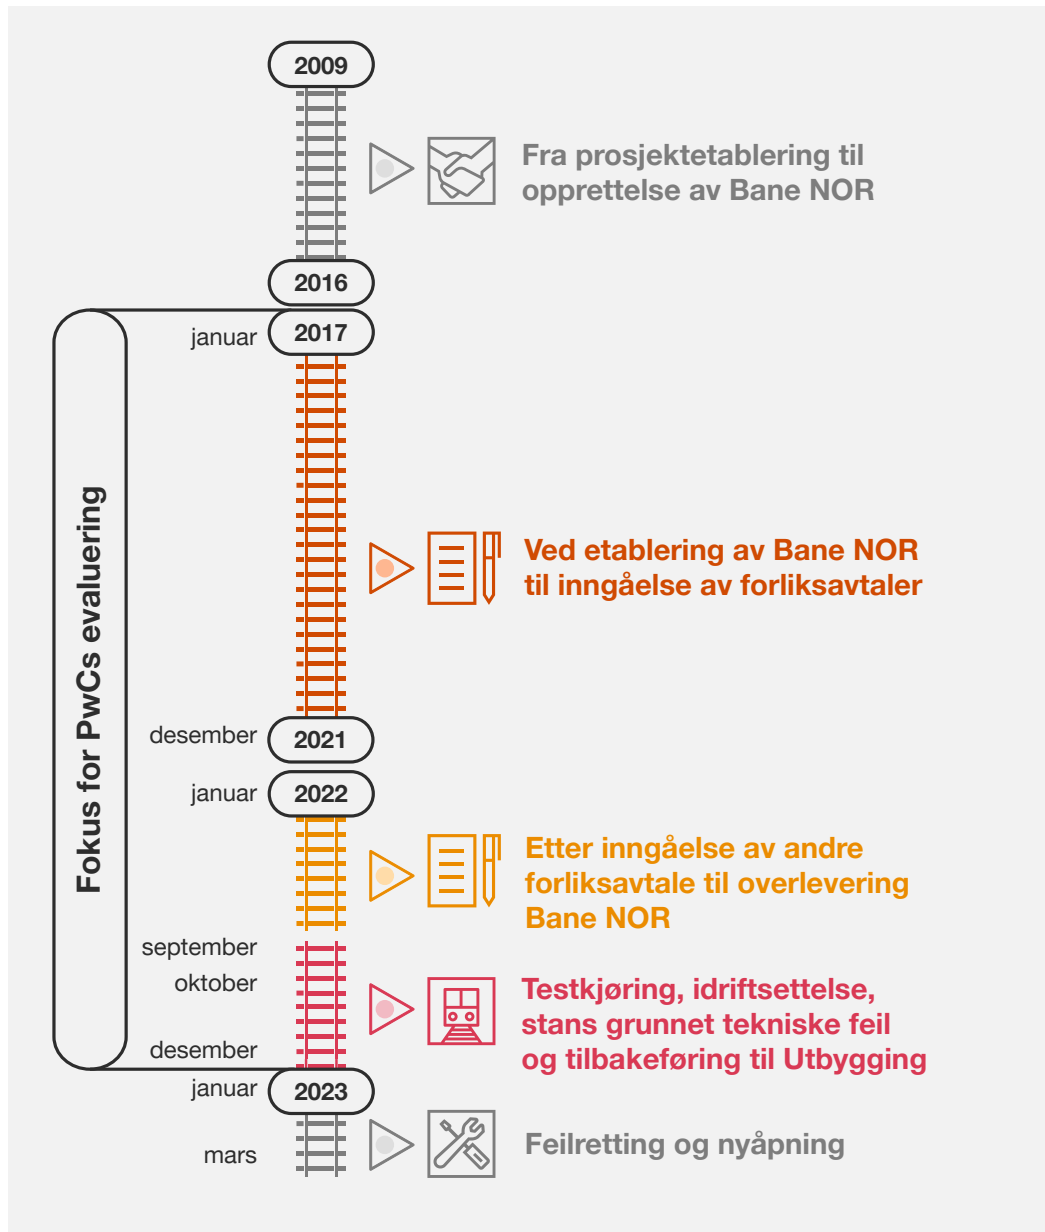 2009
Fra prosjektetablering til
opprettelse av Bane NOR
2016
januar
2017
Fokus for PwCs evaluering
Ved etablering av Bane NOR
til inngåelse av forliksavtaler
desember
2021
januar
2022
Etter inngåelse av andre
forliksavtale til overlevering
Bane NOR
september
oktober
Testkjøring, idriftsettelse,
stans grunnet tekniske feil
og tilbakeføring til Utbygging
desember
januar
2023
mars
Feilretting og nyåpning